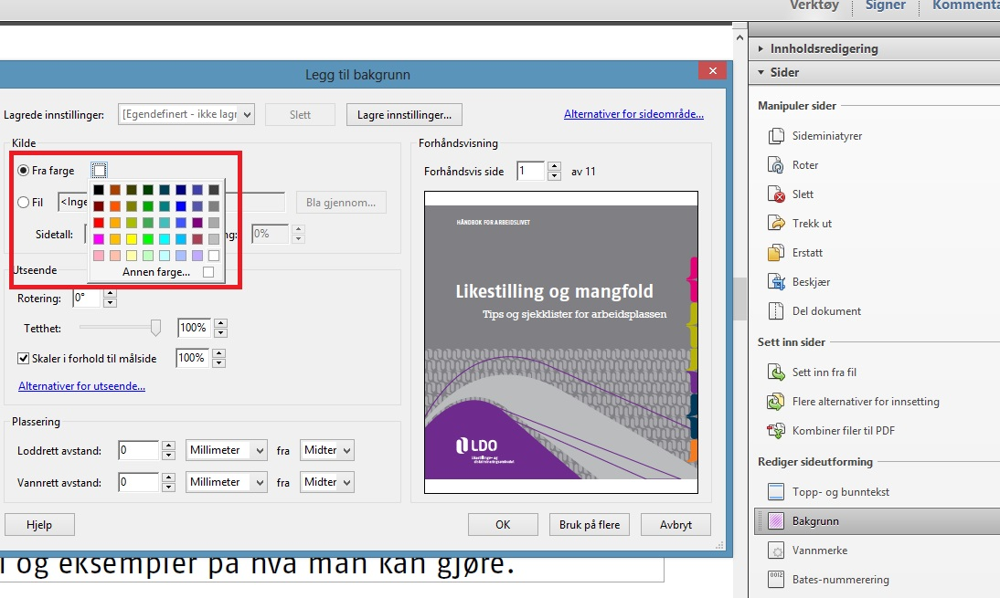 Verktøy Signer
Legg til bakgrunn
Lagrede innstillinger: [Egendefinert - ikke lagr Slett Lagre innstillinger... Alternativer for sideområde...
Kilde
Fra farge
Fil <Inge Bla gjennom...
Sidetall: 0%
Annen farge...
Utseende
Rotering: 0°
Tetthet: 100%
Skaler i forhold til målside 100%
Alternativer for utseende...
Plassering
Loddrett avstand: 0 Millimeter fra Midter
Vannrett avstand: 0 Millimeter fra Midter
Forhåndsvisning
Forhåndsvis side 1 av 11
HÅNDBOK FOR ARBEIDSLIVET
Likestilling og mangfold
Tips og sjekklister for arbeidsplassen
LDO
Likestillings- og
diskrimineringsombudet
Hjelp OK Bruk på flere Avbryt
og eksempler på hva man kan gjøre.
Innholdsredigering
Sider
Manipuler sider
Sideminiatyrer
Roter
Slett
Trekk ut
Erstatt
Beskjær
Del dokument
Sett inn sider
Sett inn fra fil
Flere alternativer for innsetting
Kombiner filer til PDF
Rediger sideutforming
Topp- og bunntekst
Bakgrunn
Vannmerke
Bates-nummerering